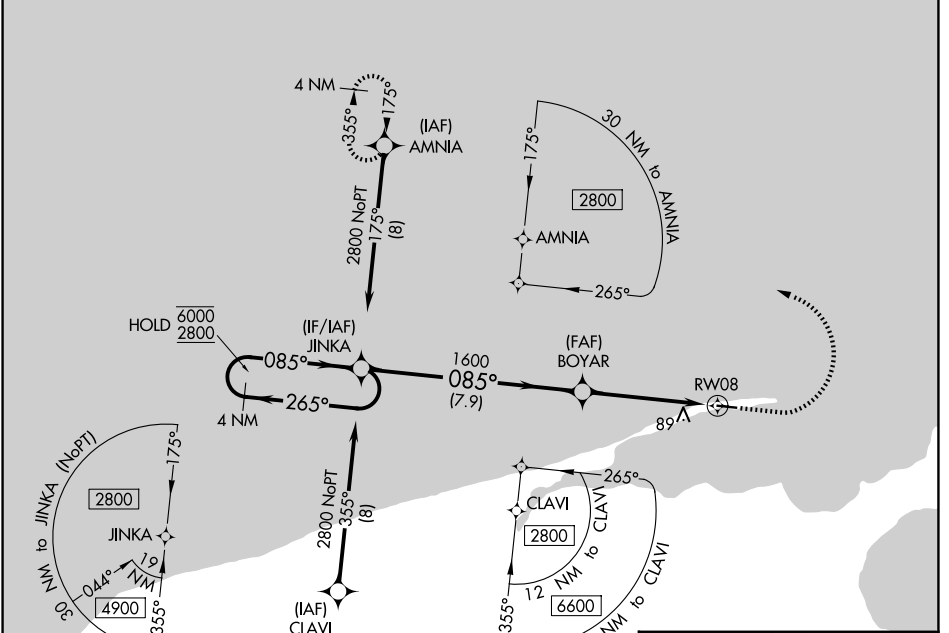 4 NM
355°
175°
(IAF)
AMNIA
2800 NoPT
175°
(8)
30 NM to AMNIA
175°
2800
AMNIA
265°
HOLD 6000
2800
(IF/IAF)
JINKA
085°
265°
4 NM
1600
085°
(7.9)
(FAF)
BOYAR
RW08
89
2800 NoPT
355°
(8)
(IAF)
CLAVI
30 NM to JINKA (NoPT)
175°
2800
JINKA
19 NM
044°
4900
355°
265°
CLAVI
2800
12 NM to CLAVI
6600
NM to CLAVI
355°